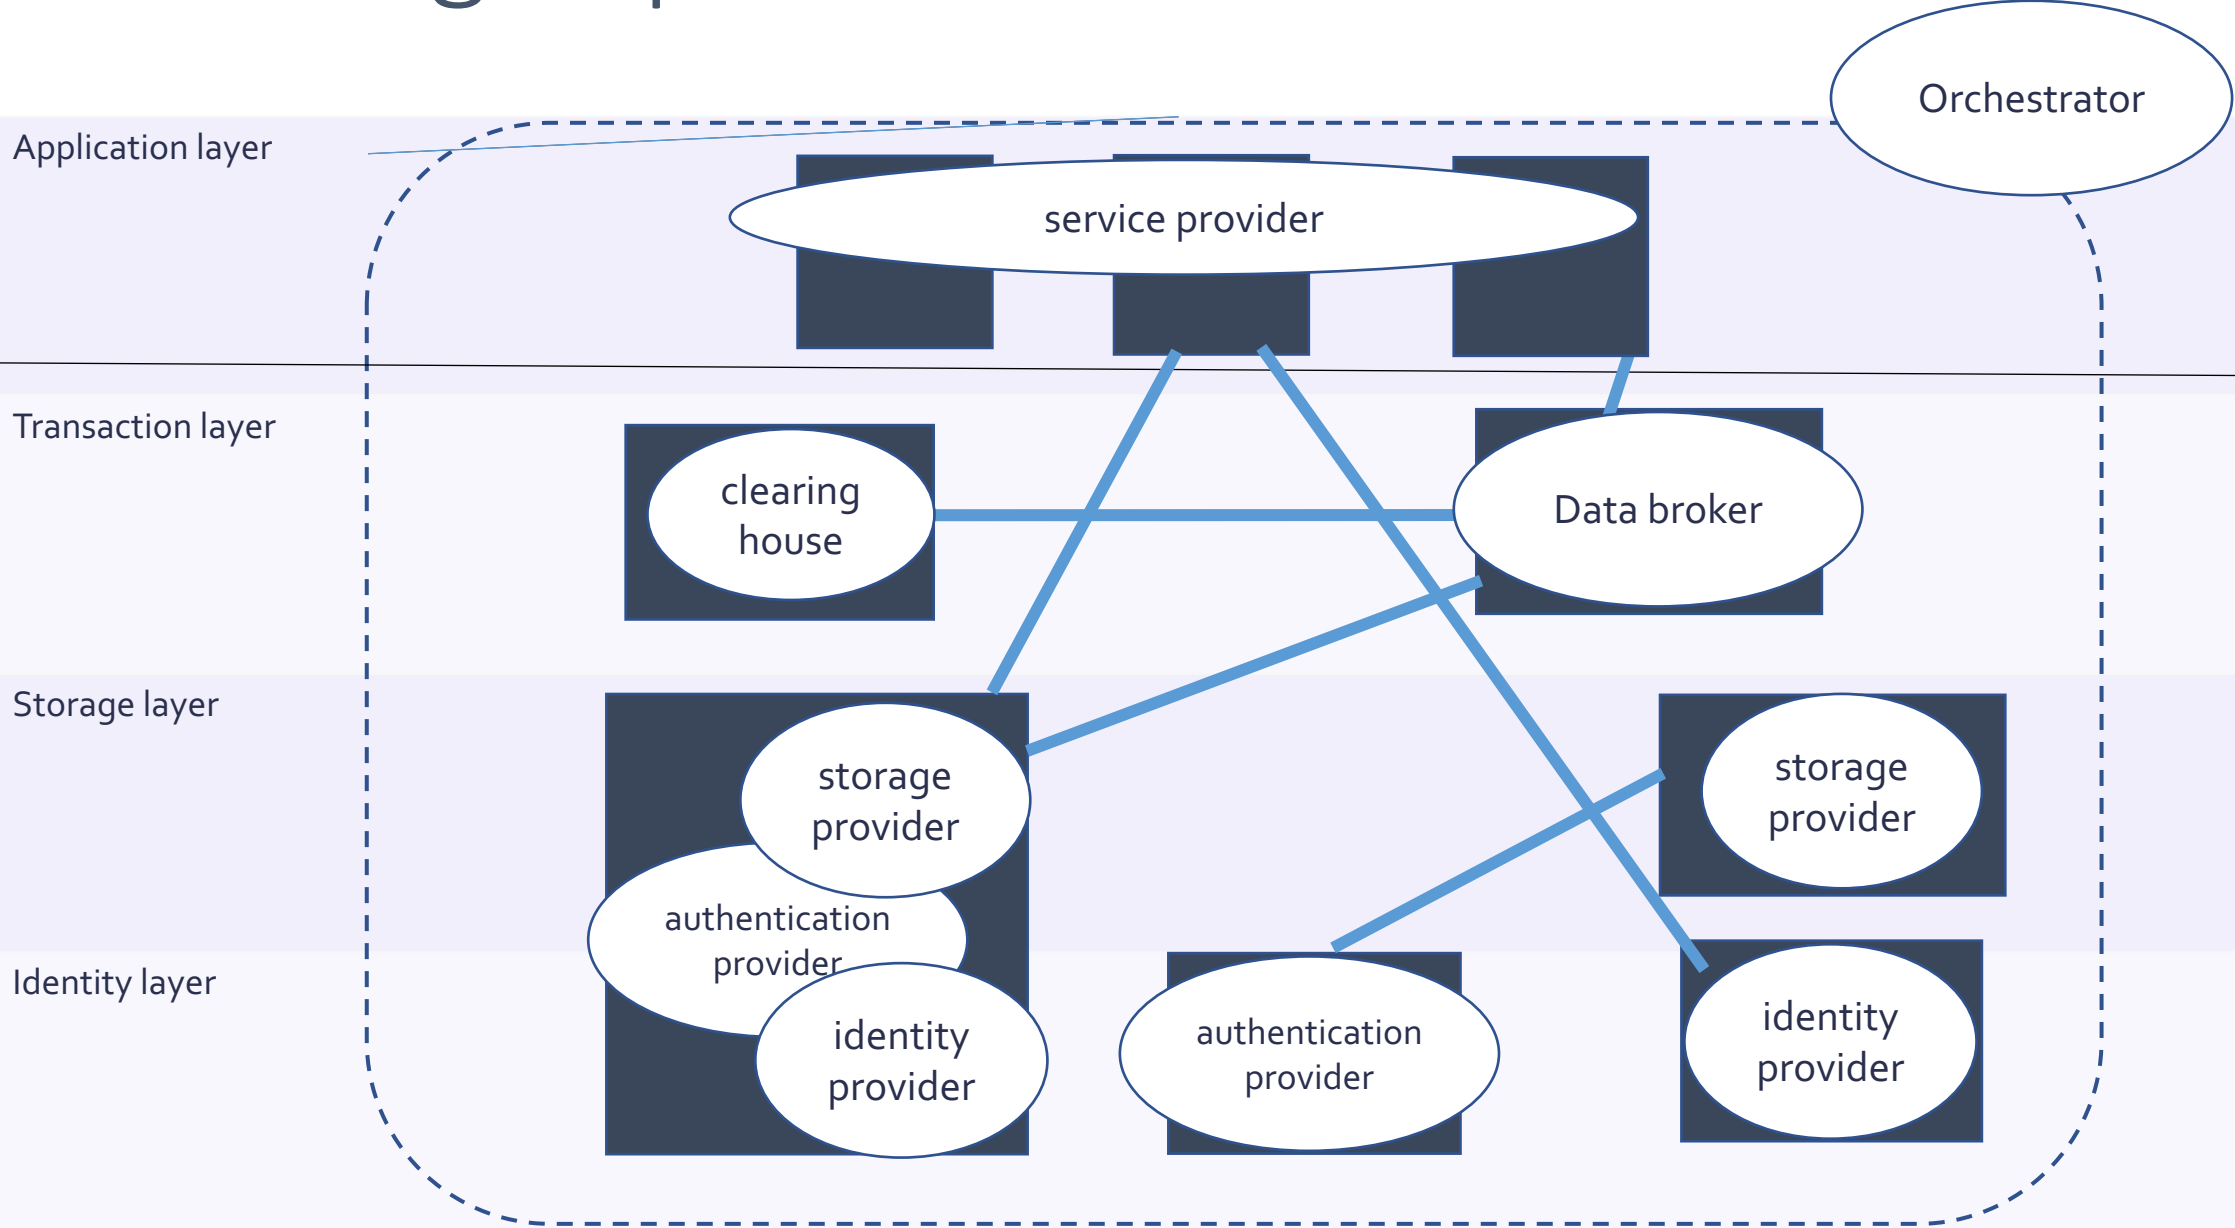 Orchestrator
Application layer
service provider
Transaction layer
clearing
house
Data broker
Storage layer
storage
provider
storage
provider
authentication
provider
Identity layer
identity
provider
authentication
provider
identity
provider